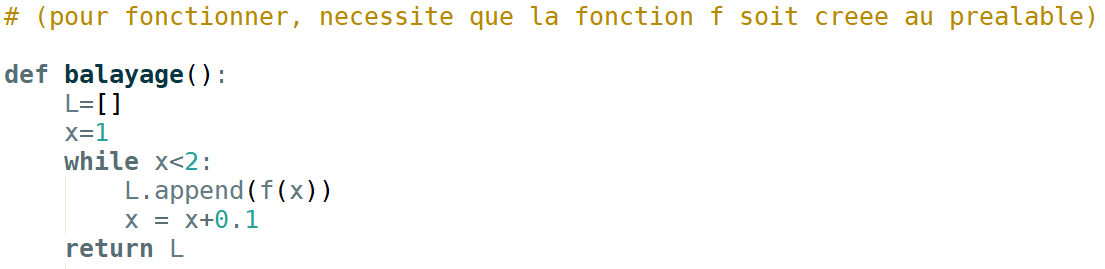 # (pour fonctionner, necessite que la fonction f soit creee au prealable)
def balayage():
    L=[]
    x=1
    while x<2:
        L.append(f(x))
        x = x+0.1
    return L